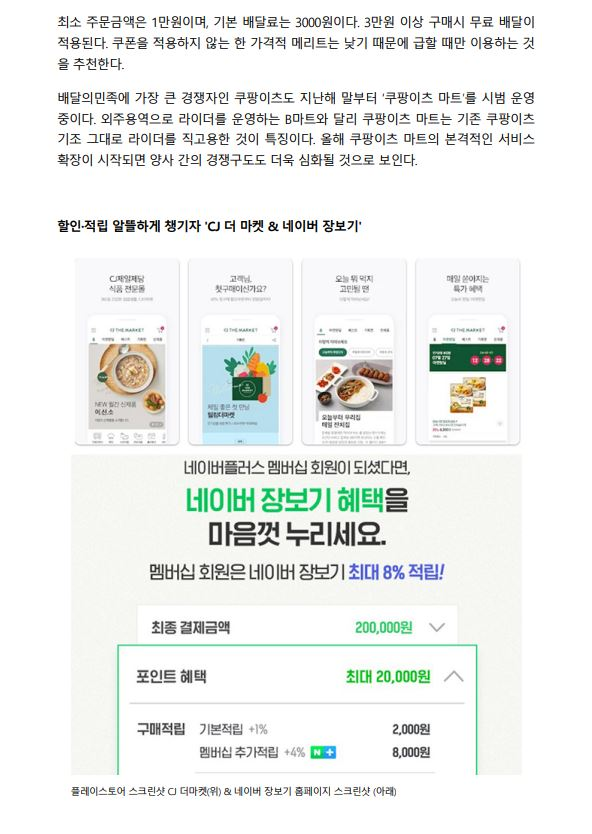 최소 주문금액은 1만원이며, 기본 배달료는 3000원이다. 3만원 이상 구매시 무료 배달이
적용된다. 쿠폰을 적용하지 않는 한 가격적 메리트는 낮기 때문에 급할 때만 이용하는 것
을 추천한다.
배달의민족에 가장 큰 경쟁자인 쿠팡이츠도 지난해 말부터 '쿠팡이츠 마트'를 시범 운영
중이다. 외주용역으로 라이더를 운영하는 B마트와 달리 쿠팡이츠 마트는 기존 쿠팡이츠
기조 그대로 라이더를 직고용한 것이 특징이다. 올해 쿠팡이츠 마트의 본격적인 서비스
확장이 시작되면 양사 간의 경쟁구도도 더욱 심화될 것으로 보인다.
할인·적립 알뜰하게 챙기자 'CJ 더 마켓 & 네이버 장보기'
CJ제일제당
식품 전문몰
CJ THE MARKET
NEW 월간 신제품
이.신.소
고객님,
첫구매이신가요?
CJ THE MARKET
제일 좋은 첫 만남
웰컴더마켓
오늘 뭐 먹지
고민될 땐
CJ THE MARKET
오늘부터 우리집
테일 잔치집
매일 쏟아지는
특가 혜택
CJ THE MARKET
네이버플러스 멤버십 회원이 되셨다면,
네이버 장보기 혜택을
마음껏 누리세요.
멤버십 회원은 네이버 장보기 최대 8% 적립!
최종 결제금액 200,000원
포인트 혜택 최대 20,000원
구매적립 기본적립 +1% 2,000원
멤버십 추가적립 +4% N+ 8,000원
플레이스토어 스크린샷 CJ 더마켓(위) & 네이버 장보기 홈페이지 스크린샷 (아래)